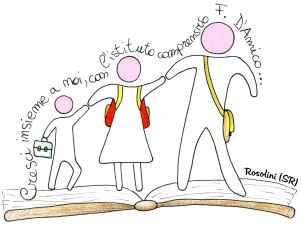 Cresci insieme a noi, con l'istituto comprensivo F. D'Amico...
Rosolini (SR)